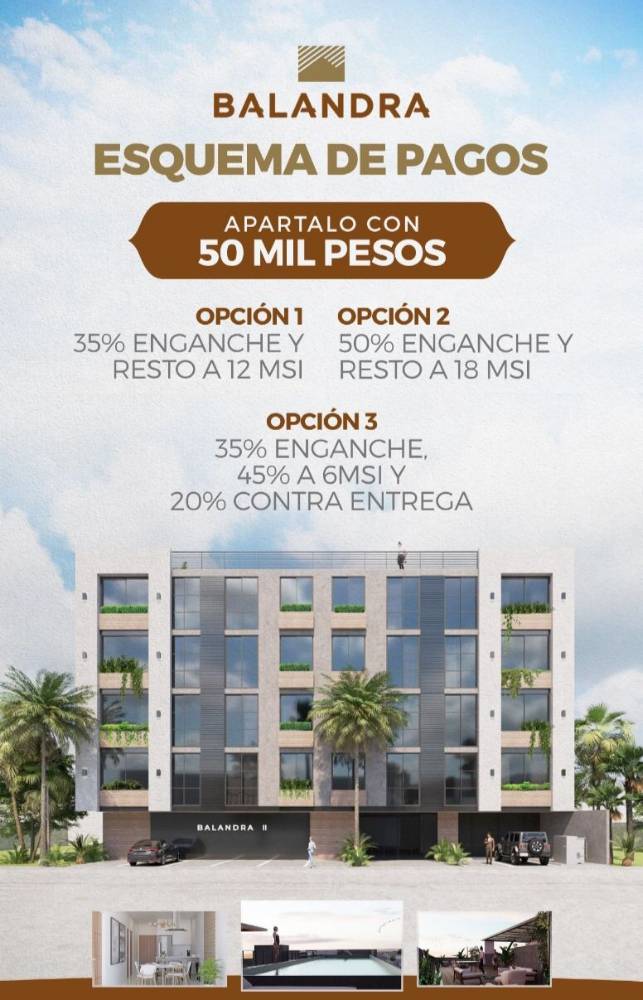 BALANDRA
ESQUEMA DE PAGOS
APARTALO CON
50 MIL PESOS
OPCIÓN 1
35% ENGANCHE Y
RESTO A 12 MSI
OPCIÓN 2
50% ENGANCHE Y
RESTO A 18 MSI
OPCIÓN 3
35% ENGANCHE,
45% A 6MSI Y
20% CONTRA ENTREGA
BALANDRA II